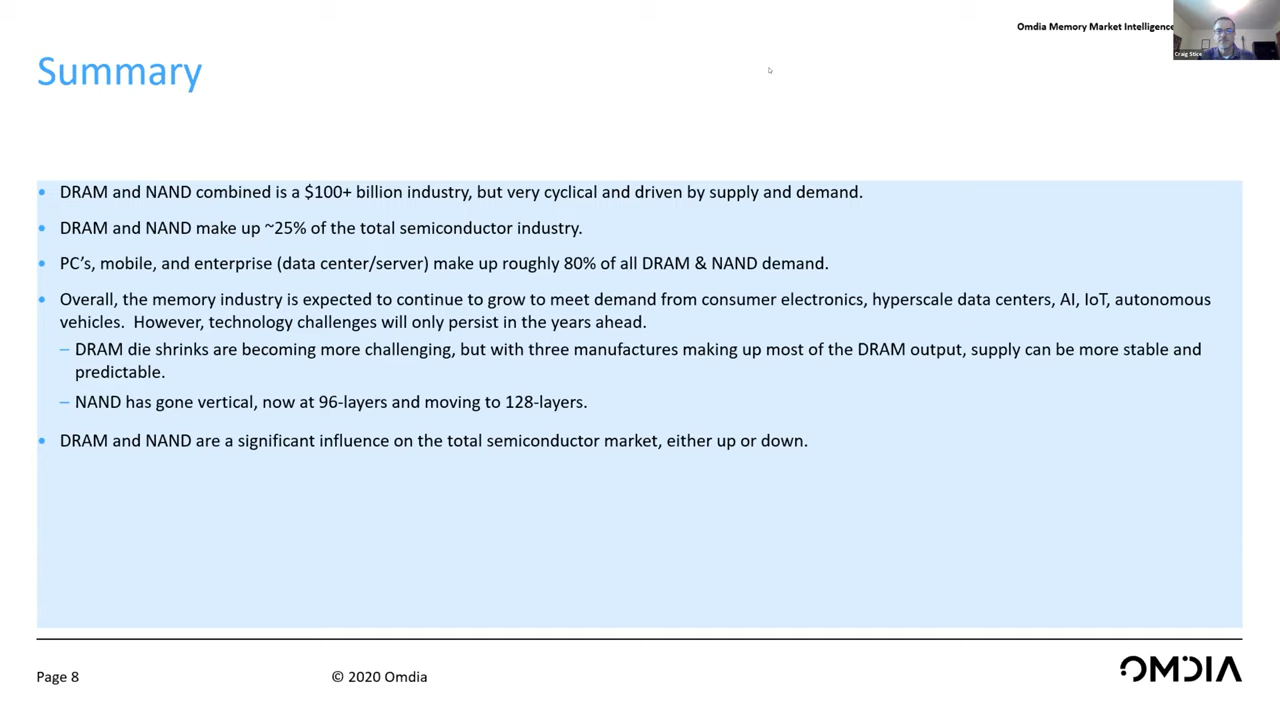 Omdia Memory Market Intelligence
Craig Stice
Summary
• DRAM and NAND combined is a $100+ billion industry, but very cyclical and driven by supply and demand.
• DRAM and NAND make up ~25% of the total semiconductor industry.
• PC’s, mobile, and enterprise (data center/server) make up roughly 80% of all DRAM & NAND demand.
• Overall, the memory industry is expected to continue to grow to meet demand from consumer electronics, hyperscale data centers, AI, IoT, autonomous
vehicles.  However, technology challenges will only persist in the years ahead.
– DRAM die shrinks are becoming more challenging, but with three manufactures making up most of the DRAM output, supply can be more stable and
predictable.
– NAND has gone vertical, now at 96-layers and moving to 128-layers.
• DRAM and NAND are a significant influence on the total semiconductor market, either up or down.
Page 8
© 2020 Omdia
OMDIA